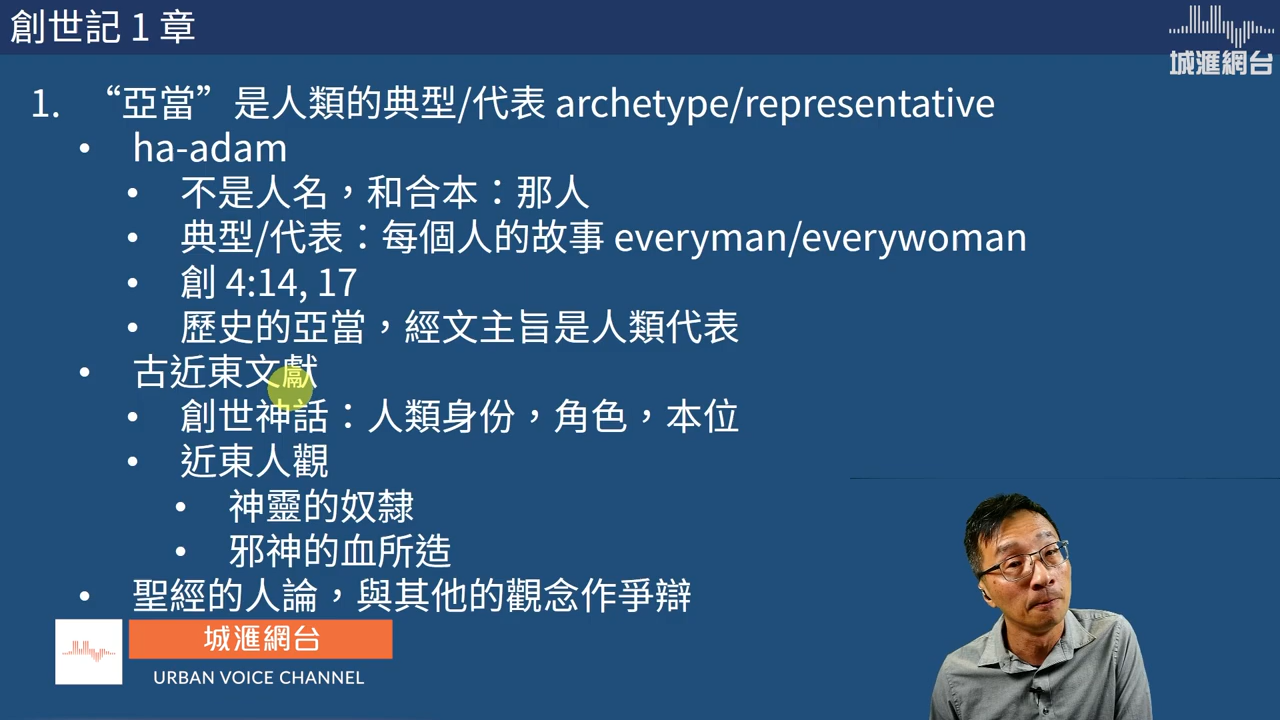 創世記 1 章
城滙網台
1. “亞當”是人類的典型/代表 archetype/representative
• ha-adam
• 不是人名，和合本：那人
• 典型/代表：每個人的故事 everyman/everywoman
• 創 4:14, 17
• 歷史的亞當，經文主旨是人類代表
• 古近東文獻
• 創世神話：人類身份，角色，本位
• 近東人觀
• 神靈的奴隸
• 邪神的血所造
• 聖經的人論，與其他的觀念作爭辯
城滙網台
URBAN VOICE CHANNEL